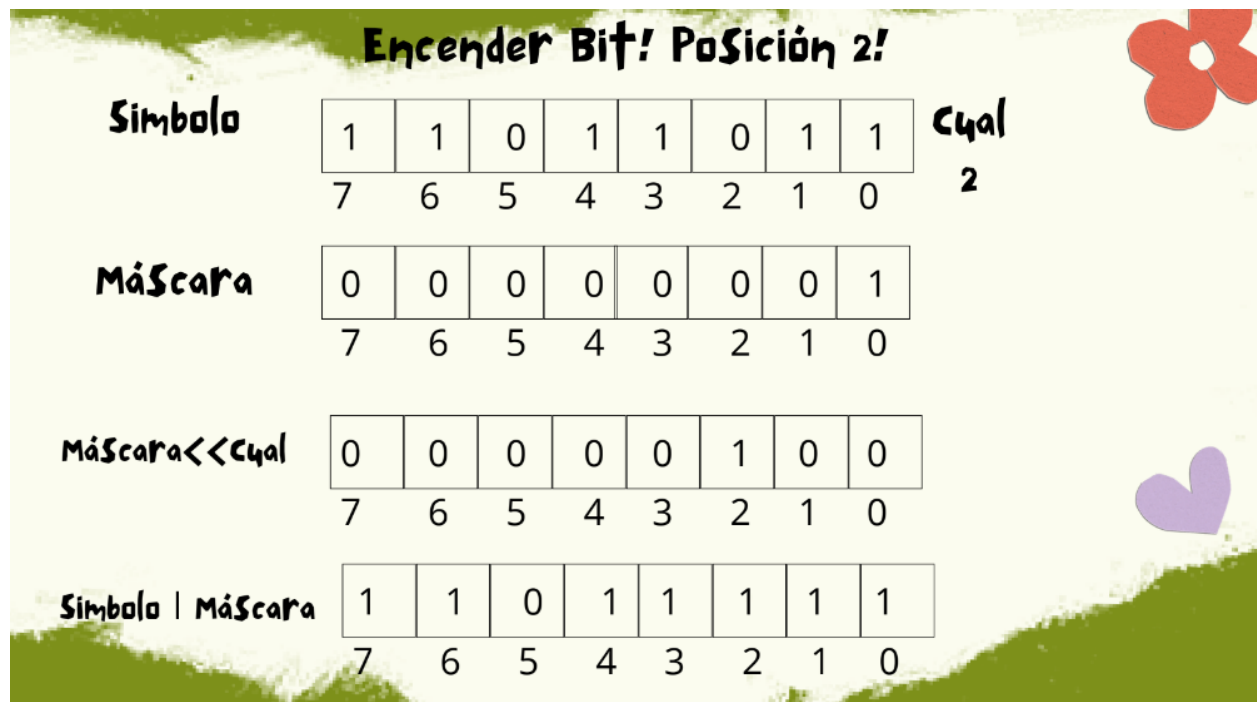 Encender Bit! Posición 2!
Simbolo 1 1 0 1 1 0 1 1 Cual
7 6 5 4 3 2 1 0 2
Máscara 0 0 0 0 0 0 0 1
7 6 5 4 3 2 1 0
Máscara<<Cual 0 0 0 0 0 1 0 0
7 6 5 4 3 2 1 0
Simbolo | Máscara 1 1 0 1 1 1 1 1
7 6 5 4 3 2 1 0